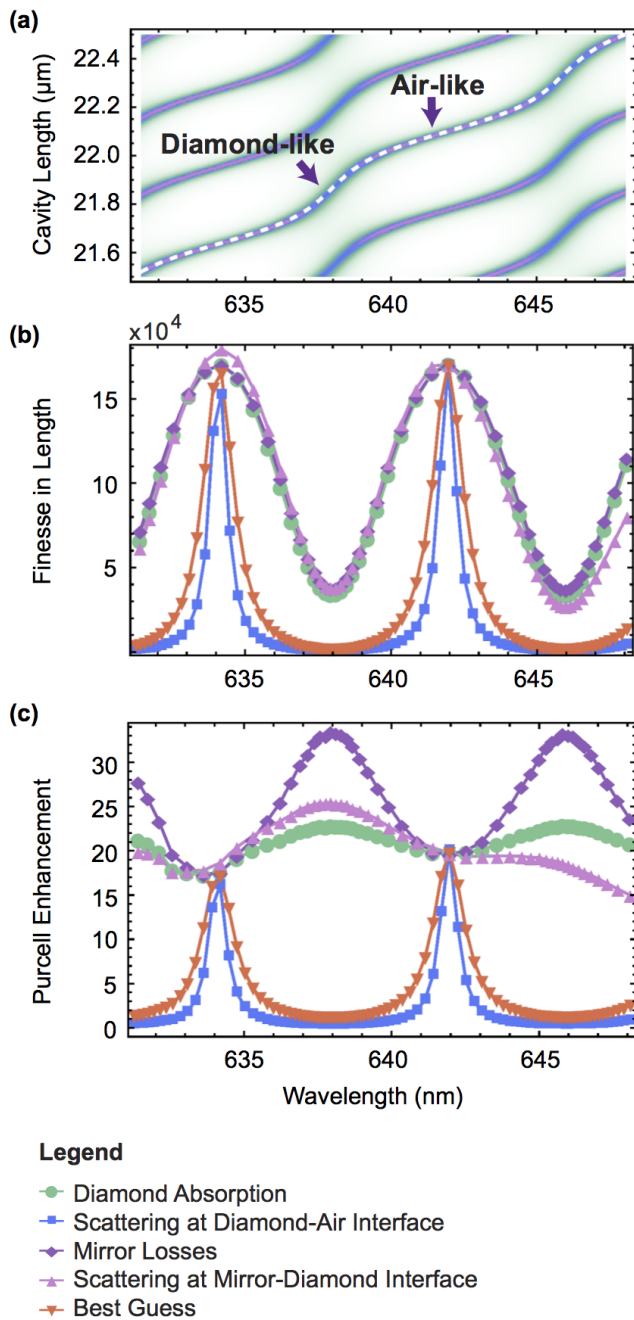 (a)
Cavity Length (μm)
22.4
22.2
22.0
21.8
21.6
Air-like
Diamond-like
635
640
645
(b)
x10⁴
Finesse in Length
15
10
5
635
640
645
(c)
Purcell Enhancement
30
25
20
15
10
5
0
635
640
645
Wavelength (nm)
Legend
Diamond Absorption
Scattering at Diamond-Air Interface
Mirror Losses
Scattering at Mirror-Diamond Interface
Best Guess